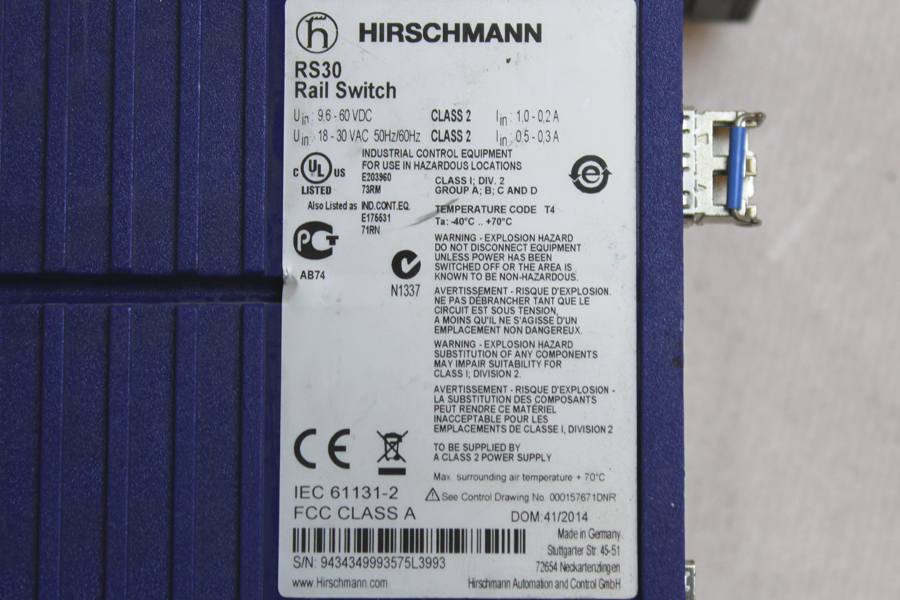 HIRSCHMANN
RS30
Rail Switch
Uin: 9.6 - 60 VDC CLASS 2 Iin: 1,0 - 0,2 A
Uin: 18 - 30 VAC 50Hz/60Hz CLASS 2 Iin: 0,5 - 0,3 A
INDUSTRIAL CONTROL EQUIPMENT
FOR USE IN HAZARDOUS LOCATIONS
C UL US
LISTED
E203960
73RM
CLASS I; DIV. 2
GROUP A; B; C AND D
Also Listed as IND.CONT.EQ.
E175531
71RN
TEMPERATURE CODE T4
Ta: -40°C .. +70°C
AB74
N1337
WARNING - EXPLOSION HAZARD
DO NOT DISCONNECT EQUIPMENT
UNLESS POWER HAS BEEN
SWITCHED OFF OR THE AREA IS
KNOWN TO BE NON-HAZARDOUS.
AVERTISSEMENT - RISQUE D'EXPLOSION.
NE PAS DÉBRANCHER TANT QUE LE
CIRCUIT EST SOUS TENSION,
A MOINS QU'IL NE S'AGISSE D'UN
EMPLACEMENT NON DANGEREUX.
WARNING - EXPLOSION HAZARD
SUBSTITUTION OF ANY COMPONENTS
MAY IMPAIR SUITABILITY FOR
CLASS I; DIVISION 2.
AVERTISSEMENT - RISQUE D'EXPLOSION -
LA SUBSTITUTION DES COMPOSANTS
PEUT RENDRE CE MATÉRIEL
INACCEPTABLE POUR LES
EMPLACEMENTS DE CLASSE I, DIVISION 2
TO BE SUPPLIED BY
A CLASS 2 POWER SUPPLY
CE
Max. surrounding air temperature + 70°C
IEC 61131-2
See Control Drawing No. 000157671DNR
FCC CLASS A
DOM:41/2014
Made in Germany
Stuttgarter Str. 45-51
S/N: 9434349993575L3993
72654 Neckartenzlingen
www.Hirschmann.com
Hirschmann Automation and Control GmbH